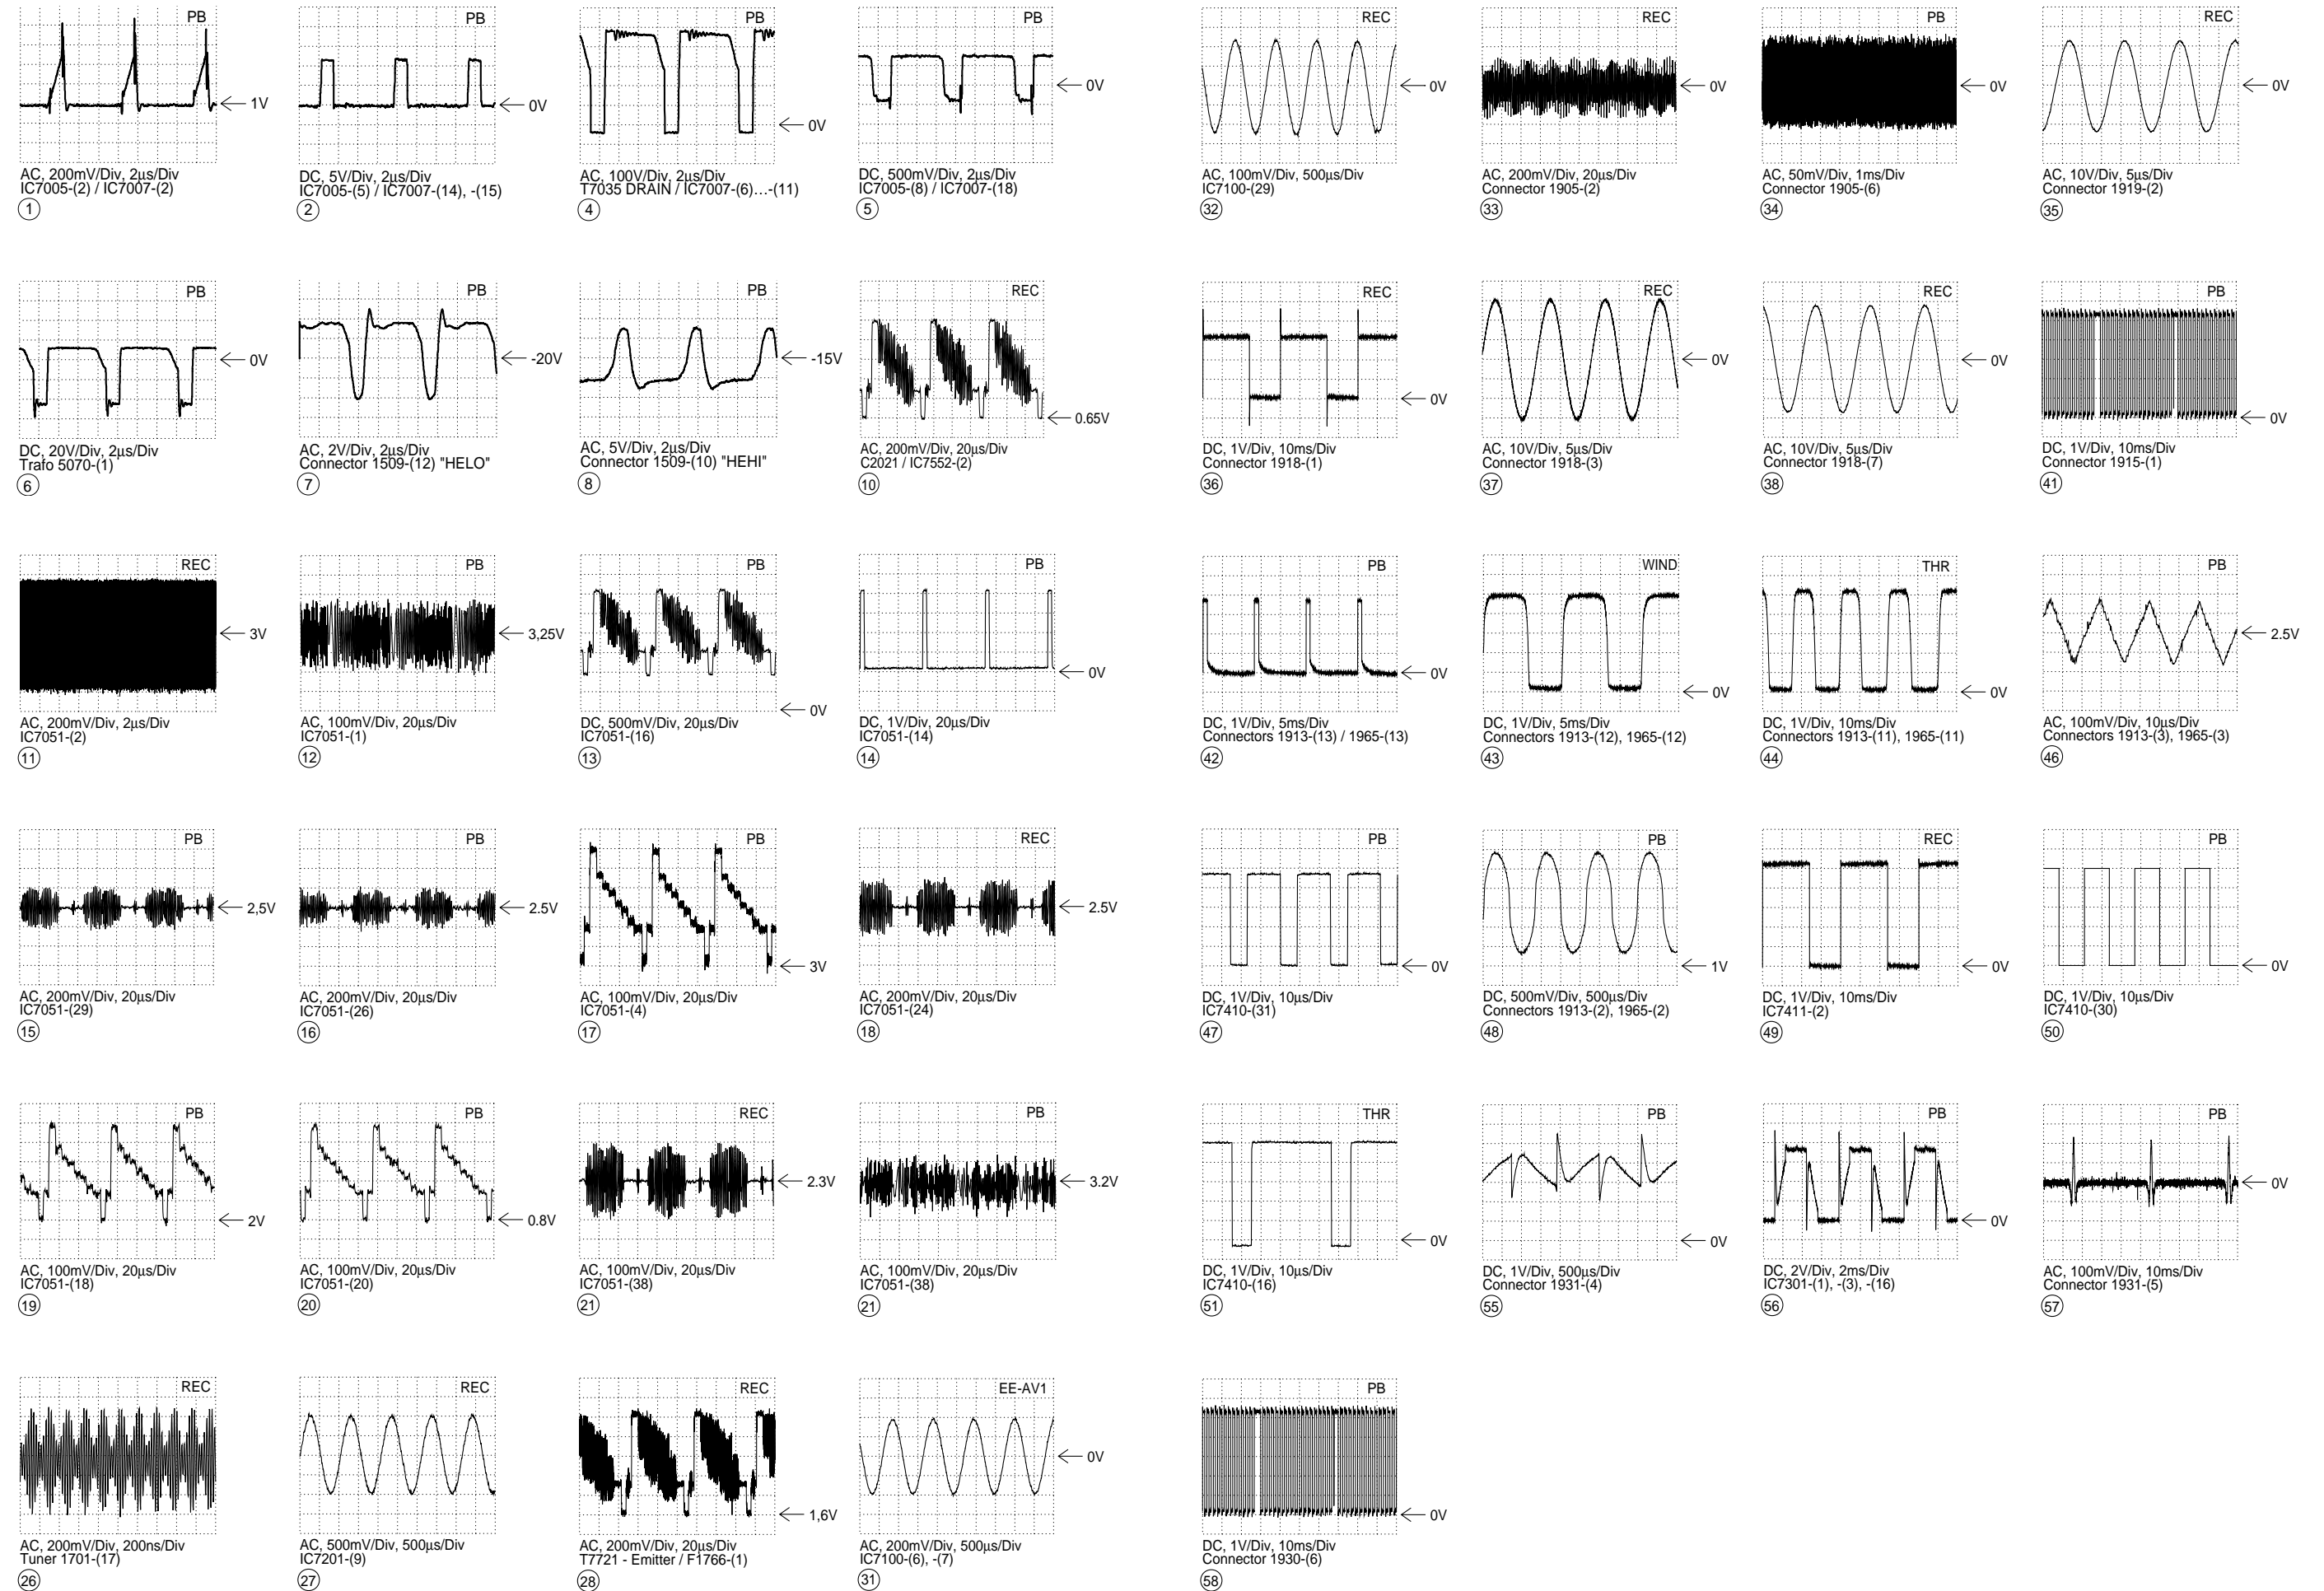 PB
1V
AC, 200mV/Div, 2µs/Div
IC7005-(2) / IC7007-(2)
1
PB
0V
DC, 5V/Div, 2µs/Div
IC7005-(5) / IC7007-(14), -(15)
2
PB
0V
AC, 100V/Div, 2µs/Div
T7035 DRAIN / IC7007-(6)...-(11)
4
PB
0V
DC, 500mV/Div, 2µs/Div
IC7005-(8) / IC7007-(18)
5
REC
0V
AC, 100mV/Div, 500µs/Div
IC7100-(29)
32
REC
0V
AC, 200mV/Div, 20µs/Div
Connector 1905-(2)
33
PB
0V
AC, 50mV/Div, 1ms/Div
Connector 1905-(6)
34
REC
0V
AC, 10V/Div, 5µs/Div
Connector 1919-(2)
35
PB
0V
DC, 20V/Div, 2µs/Div
Trafo 5070-(1)
6
PB
-20V
AC, 2V/Div, 2µs/Div
Connector 1509-(12) "HELO"
7
PB
-15V
AC, 5V/Div, 2µs/Div
Connector 1509-(10) "HEHI"
8
REC
0.65V
AC, 200mV/Div, 20µs/Div
C2021 / IC7552-(2)
10
REC
0V
DC, 1V/Div, 10ms/Div
Connector 1918-(1)
36
REC
0V
AC, 10V/Div, 5µs/Div
Connector 1918-(3)
37
REC
0V
AC, 10V/Div, 5µs/Div
Connector 1918-(7)
38
PB
0V
DC, 1V/Div, 10ms/Div
Connector 1915-(1)
41
REC
3V
AC, 200mV/Div, 2µs/Div
IC7051-(2)
11
PB
3,25V
AC, 100mV/Div, 20µs/Div
IC7051-(1)
12
PB
0V
DC, 500mV/Div, 20µs/Div
IC7051-(16)
13
PB
0V
DC, 1V/Div, 20µs/Div
IC7051-(14)
14
PB
0V
DC, 1V/Div, 5ms/Div
Connectors 1913-(13) / 1965-(13)
42
WIND
0V
DC, 1V/Div, 5ms/Div
Connectors 1913-(12), 1965-(12)
43
THR
0V
DC, 1V/Div, 10ms/Div
Connectors 1913-(11), 1965-(11)
44
PB
2.5V
AC, 100mV/Div, 10µs/Div
Connectors 1913-(3), 1965-(3)
46
PB
2,5V
AC, 200mV/Div, 20µs/Div
IC7051-(29)
15
PB
2.5V
AC, 200mV/Div, 20µs/Div
IC7051-(26)
16
PB
3V
AC, 100mV/Div, 20µs/Div
IC7051-(4)
17
REC
2.5V
AC, 200mV/Div, 20µs/Div
IC7051-(24)
18
PB
0V
DC, 1V/Div, 10µs/Div
IC7410-(31)
47
PB
1V
DC, 500mV/Div, 500µs/Div
Connectors 1913-(2), 1965-(2)
48
REC
0V
DC, 1V/Div, 10ms/Div
IC7411-(2)
49
PB
0V
DC, 1V/Div, 10µs/Div
IC7410-(30)
50
PB
2V
AC, 100mV/Div, 20µs/Div
IC7051-(18)
19
PB
0.8V
AC, 100mV/Div, 20µs/Div
IC7051-(20)
20
REC
2.3V
AC, 100mV/Div, 20µs/Div
IC7051-(38)
21
PB
3.2V
AC, 100mV/Div, 20µs/Div
IC7051-(38)
21
THR
0V
DC, 1V/Div, 10µs/Div
IC7410-(16)
51
PB
0V
DC, 1V/Div, 500µs/Div
Connector 1931-(4)
55
PB
0V
DC, 2V/Div, 2ms/Div
IC7301-(1), -(3), -(16)
56
PB
0V
AC, 100mV/Div, 10ms/Div
Connector 1931-(5)
57
REC
AC, 200mV/Div, 200ns/Div
Tuner 1701-(17)
26
REC
AC, 500mV/Div, 500µs/Div
IC7201-(9)
27
REC
1,6V
AC, 200mV/Div, 20µs/Div
T7721 - Emitter / F1766-(1)
28
EE-AV1
0V
AC, 200mV/Div, 500µs/Div
IC7100-(6), -(7)
31
PB
0V
DC, 1V/Div, 10ms/Div
Connector 1930-(6)
58